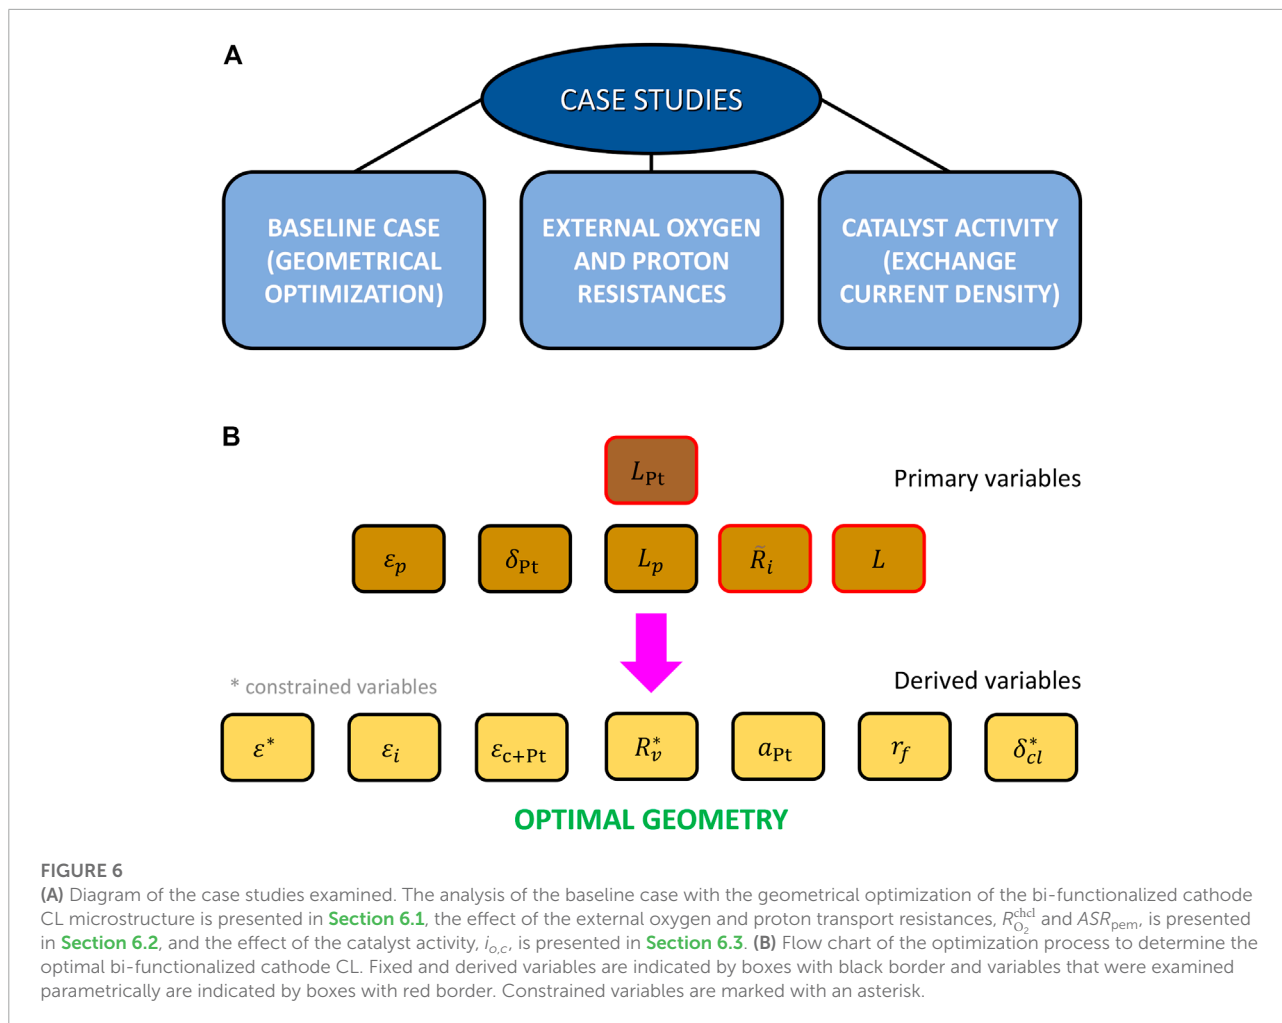 A
CASE STUDIES
BASELINE CASE
(GEOMETRICAL
OPTIMIZATION)
EXTERNAL OXYGEN
AND PROTON
RESISTANCES
CATALYST ACTIVITY
(EXCHANGE
CURRENT DENSITY)
B
L_Pt
Primary variables
ε_p δ_Pt L_p R̃_i L
* constrained variables
Derived variables
ε^* ε_i ε_c+Pt R_v^* a_Pt r_f δ_cl^*
OPTIMAL GEOMETRY
FIGURE 6
(A) Diagram of the case studies examined. The analysis of the baseline case with the geometrical optimization of the bi-functionalized cathode
CL microstructure is presented in Section 6.1, the effect of the external oxygen and proton transport resistances, R_O₂^chcl and ASR_pem, is presented
in Section 6.2, and the effect of the catalyst activity, i_o,c, is presented in Section 6.3. (B) Flow chart of the optimization process to determine the
optimal bi-functionalized cathode CL. Fixed and derived variables are indicated by boxes with black border and variables that were examined
parametrically are indicated by boxes with red border. Constrained variables are marked with an asterisk.